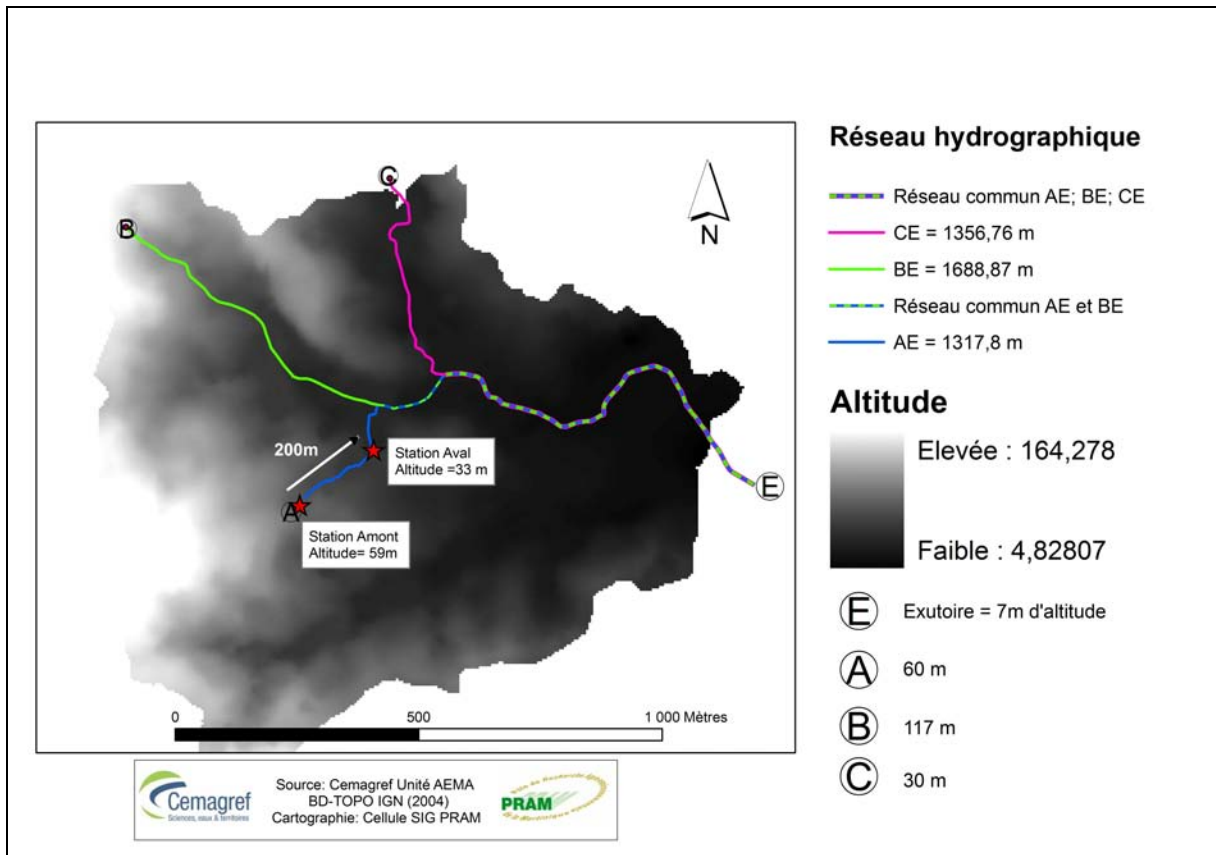 C
B
N
200m
Station Aval
Altitude =33 m
A
Station Amont
Altitude= 59m
E
0
500
1 000 Mètres
Réseau hydrographique
Réseau commun AE; BE; CE
CE = 1356,76 m
BE = 1688,87 m
Réseau commun AE et BE
AE = 1317,8 m
Altitude
Elevée : 164,278
Faible : 4,82807
E Exutoire = 7m d'altitude
A 60 m
B 117 m
C 30 m
Cemagref
Sciences, eaux & territoires
Source: Cemagref Unité AEMA
BD-TOPO IGN (2004)
Cartographie: Cellule SIG PRAM
PRAM